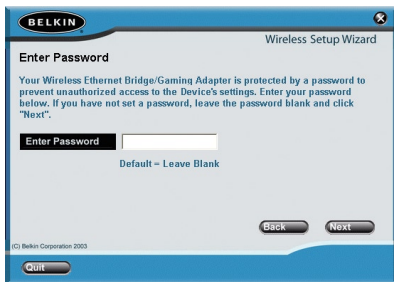 BELKIN
Wireless Setup Wizard
Enter Password
Your Wireless Ethernet Bridge/Gaming Adapter is protected by a password to
prevent unauthorized access to the Device's settings. Enter your password
below. If you have not set a password, leave the password blank and click
"Next".
Enter Password
Default = Leave Blank
Back Next
(C) Belkin Corporation 2003
Quit